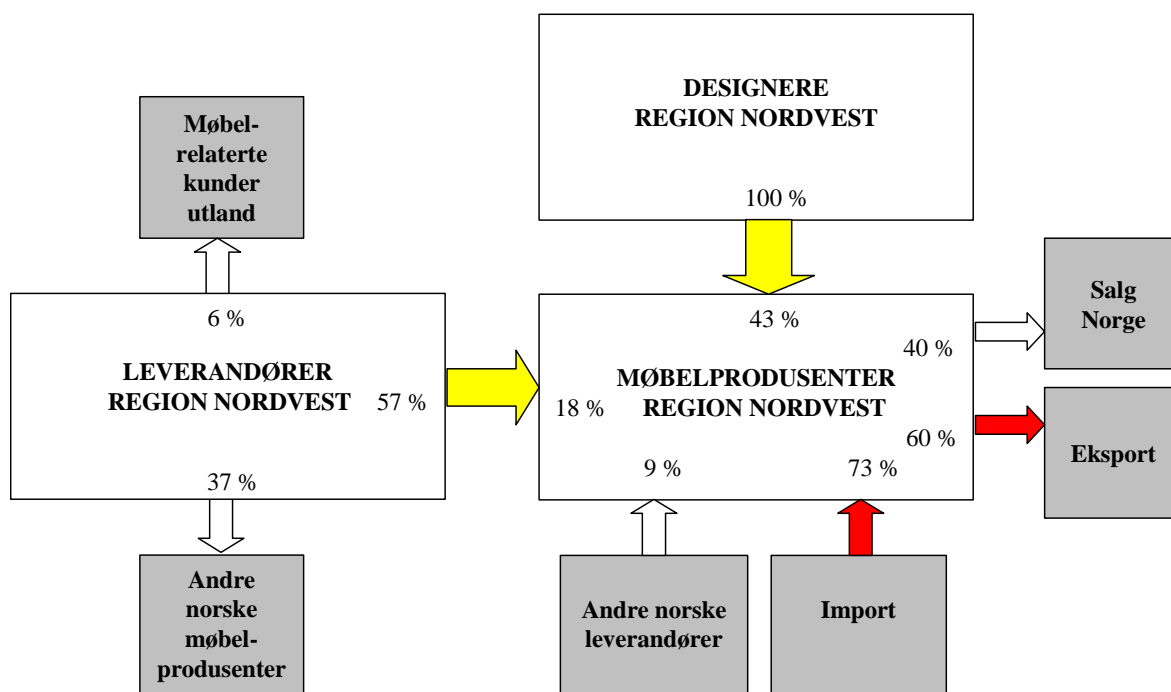 DESIGNERE
REGION NORDVEST
100 %
Møbel-
relaterte
kunder
utland
6 %
LEVERANDØRER
REGION NORDVEST
57 %
37 %
43 %
40 %
MØBELPRODUSENTER
REGION NORDVEST
18 %
60 %
9 %
73 %
Salg
Norge
Eksport
Andre
norske
møbel-
produsenter
Andre norske
leverandører
Import